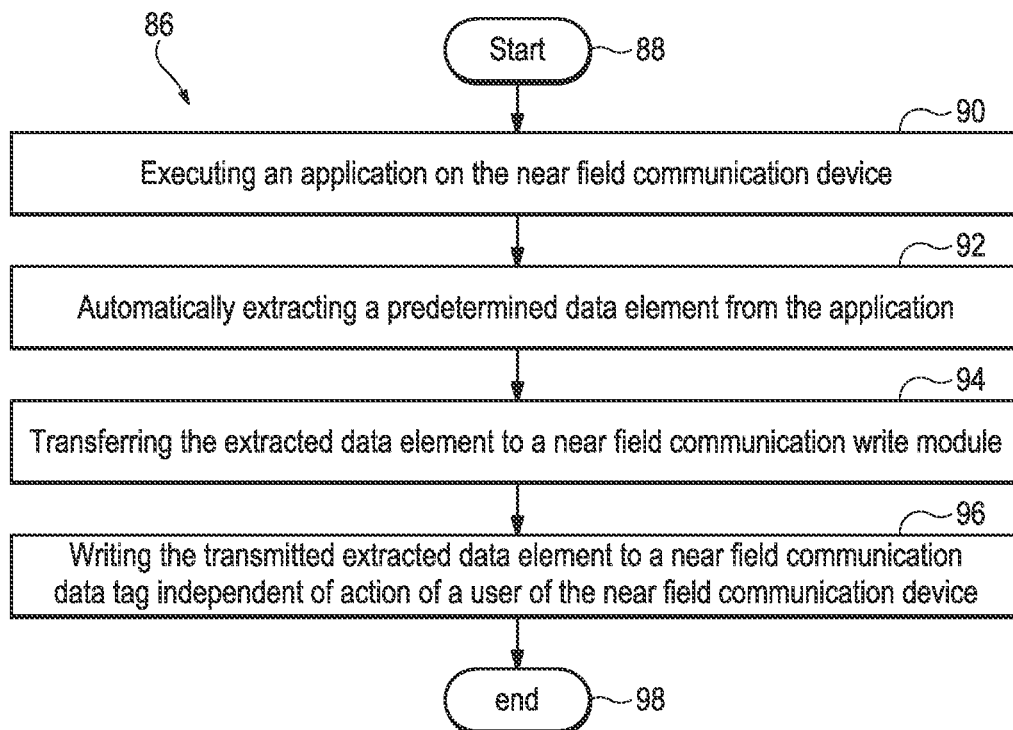 86
Start
88
90
Executing an application on the near field communication device
92
Automatically extracting a predetermined data element from the application
94
Transferring the extracted data element to a near field communication write module
96
Writing the transmitted extracted data element to a near field communication
data tag independent of action of a user of the near field communication device
end
98